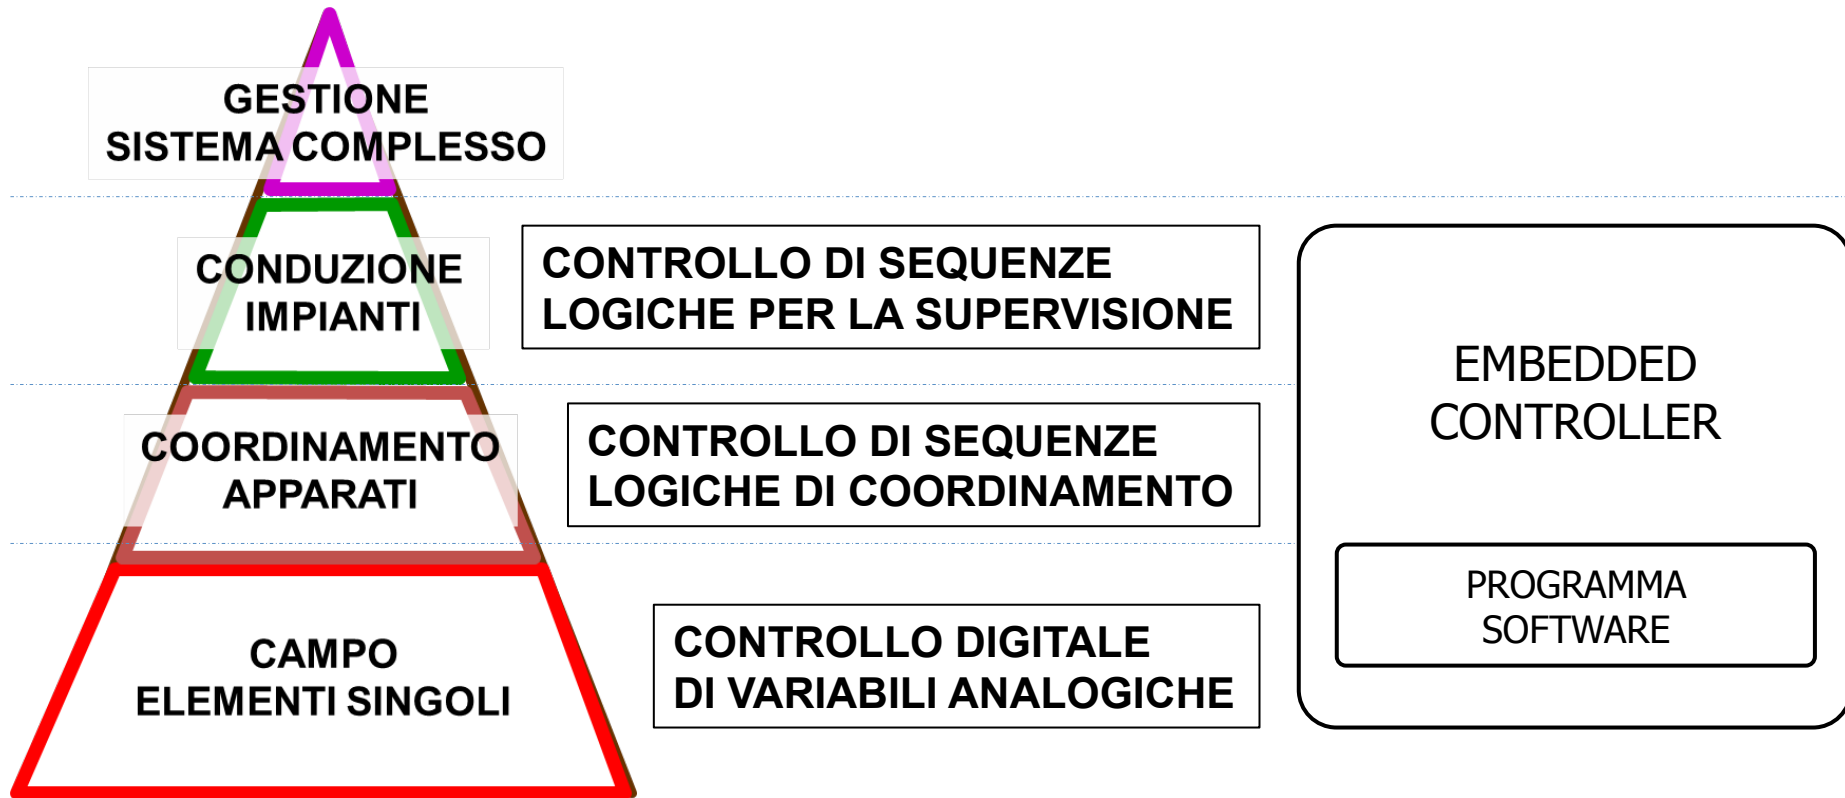 GESTIONE
SISTEMA COMPLESSO
CONDUZIONE
IMPIANTI
CONTROLLO DI SEQUENZE
LOGICHE PER LA SUPERVISIONE
COORDINAMENTO
APPARATI
CONTROLLO DI SEQUENZE
LOGICHE DI COORDINAMENTO
CAMPO
ELEMENTI SINGOLI
CONTROLLO DIGITALE
DI VARIABILI ANALOGICHE
EMBEDDED
CONTROLLER
PROGRAMMA
SOFTWARE